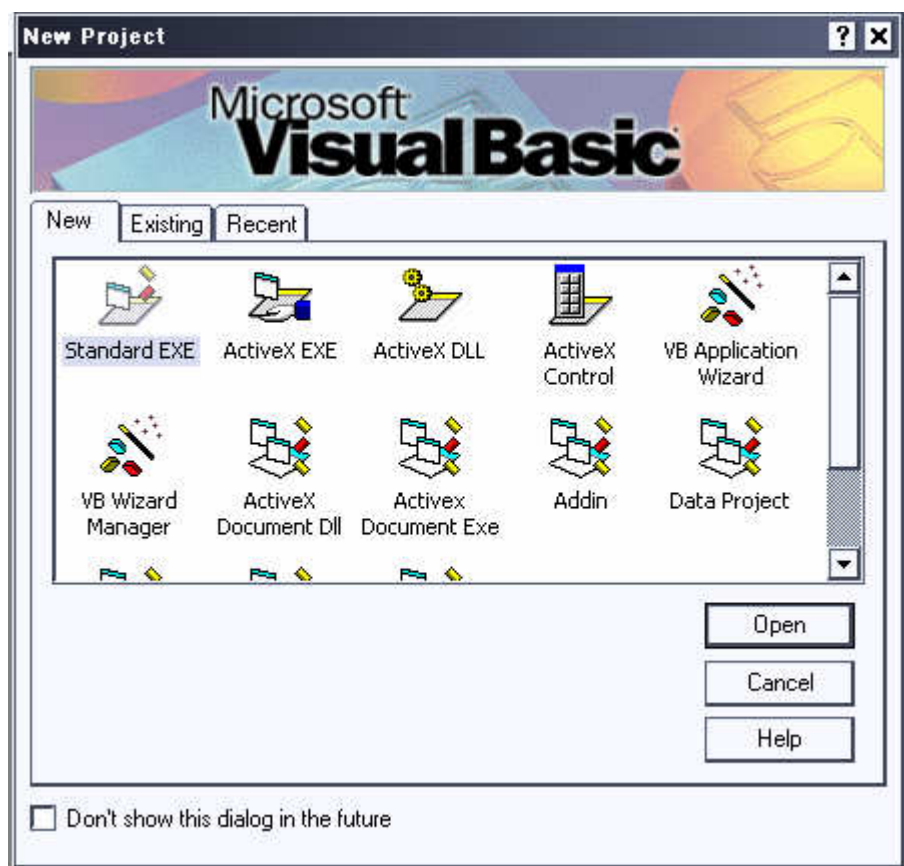 New Project
Microsoft
Visual Basic
New Existing Recent
Standard EXE ActiveX EXE ActiveX DLL ActiveX Control VB Application Wizard
VB Wizard Manager ActiveX Document Dll Activex Document Exe Addin Data Project
Open
Cancel
Help
Don't show this dialog in the future